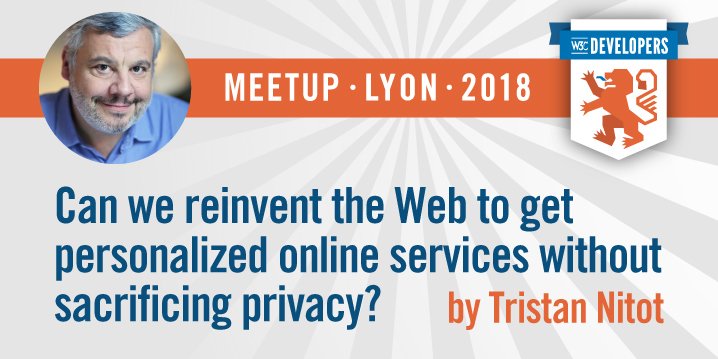 W3C DEVELOPERS
MEETUP · LYON · 2018
Can we reinvent the Web to get
personalized online services without
sacrificing privacy? by Tristan Nitot